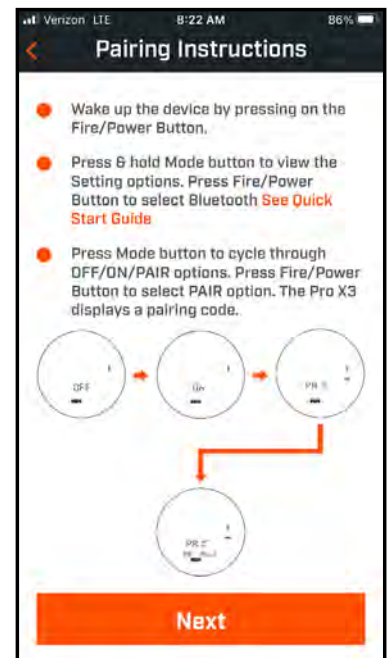 Verizon LTE 8:22 AM 86%
Pairing Instructions
Wake up the device by pressing on the
Fire/Power Button.
Press & hold Mode button to view the
Setting options. Press Fire/Power
Button to select Bluetooth See Quick
Start Guide
Press Mode button to cycle through
OFF/ON/PAIR options. Press Fire/Power
Button to select PAIR option. The Pro X3
displays a pairing code.
OFF
Next